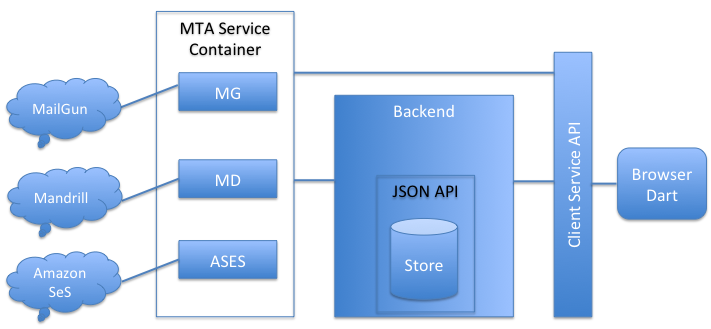 MTA Service
Container
MailGun
MG
Mandrill
MD
Amazon
SeS
ASES
Backend
JSON API
Store
Client Service API
Browser
Dart